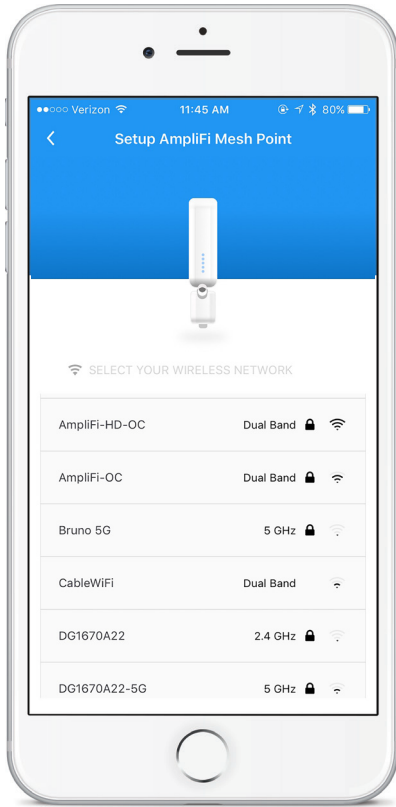 Verizon 11:45 AM 80%
Setup AmpliFi Mesh Point
SELECT YOUR WIRELESS NETWORK
AmpliFi-HD-OC Dual Band
AmpliFi-OC Dual Band
Bruno 5G 5 GHz
CableWiFi Dual Band
DG1670A22 2.4 GHz
DG1670A22-5G 5 GHz